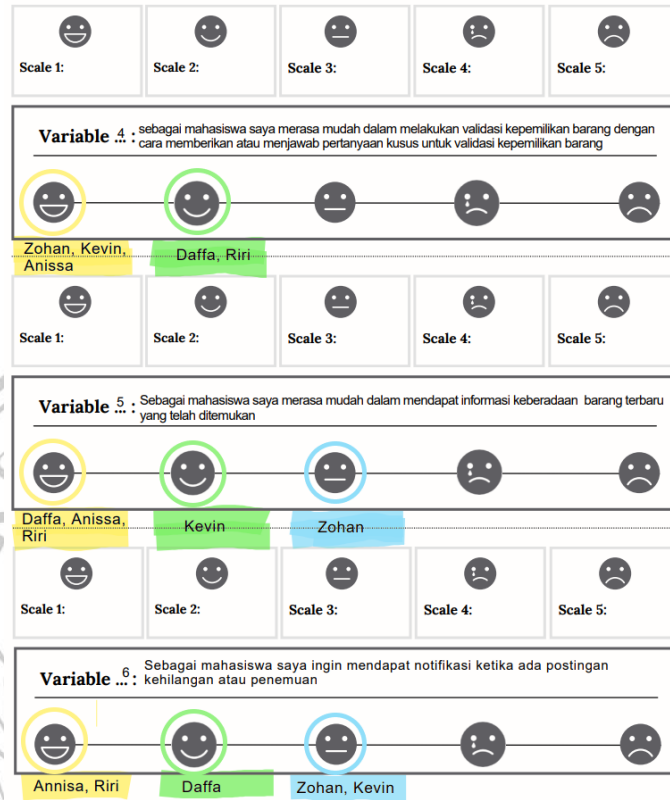 Scale 1: Scale 2: Scale 3: Scale 4: Scale 5:
Variable 4 : sebagai mahasiswa saya merasa mudah dalam melakukan validasi kepemilikan barang dengan
cara memberikan atau menjawab pertanyaan kusus untuk validasi kepemilikan barang
Zohan, Kevin,
Anissa
Daffa, Riri
Scale 1: Scale 2: Scale 3: Scale 4: Scale 5:
Variable 5 : Sebagai mahasiswa saya merasa mudah dalam mendapat informasi keberadaan barang terbaru
yang telah ditemukan
Daffa, Anissa,
Riri
Kevin
Zohan
Scale 1: Scale 2: Scale 3: Scale 4: Scale 5:
Variable 6 : Sebagai mahasiswa saya ingin mendapat notifikasi ketika ada postingan
kehilangan atau penemuan
Annisa, Riri
Daffa
Zohan, Kevin